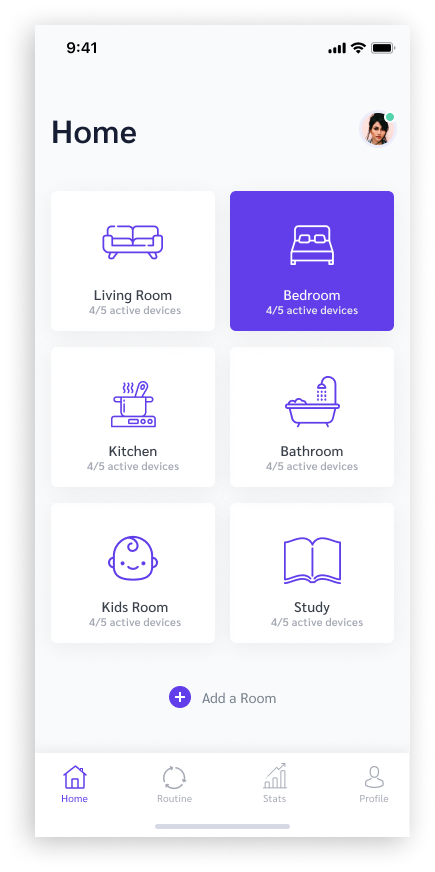 9:41
Home
Living Room
4/5 active devices
Bedroom
4/5 active devices
Kitchen
4/5 active devices
Bathroom
4/5 active devices
Kids Room
4/5 active devices
Study
4/5 active devices
Add a Room
Home
Routine
Stats
Profile